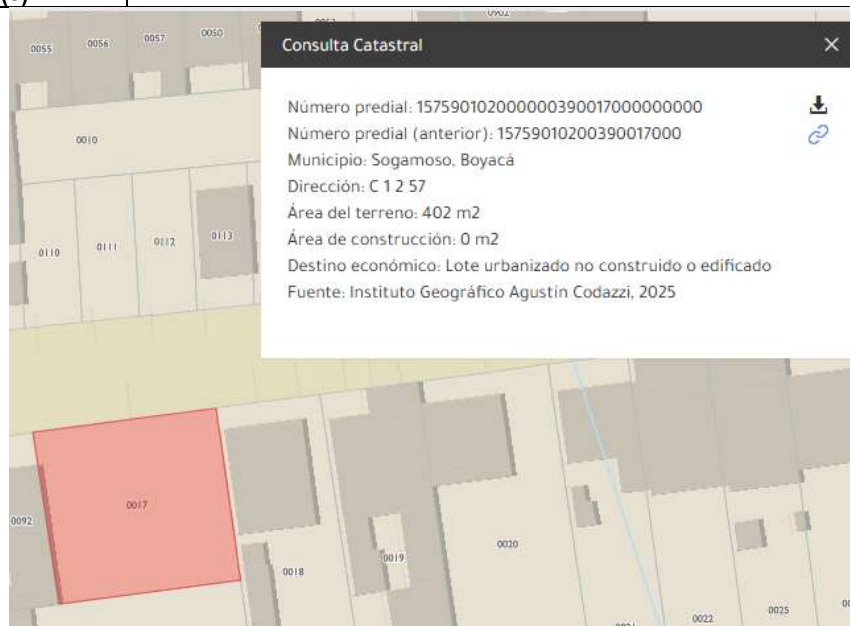 0055
0056
0057
0050
0902
Consulta Catastral
Número predial: 157590102000000390017000000000
Número predial (anterior): 15759010200390017000
Municipio: Sogamoso, Boyacá
Dirección: C 1 2 57
Área del terreno: 402 m2
Área de construcción: 0 m2
Destino económico: Lote urbanizado no construido o edificado
Fuente: Instituto Geográfico Agustín Codazzi, 2025
0010
0110
0111
0112
0113
0092
0017
0018
0019
0020
0022
0025